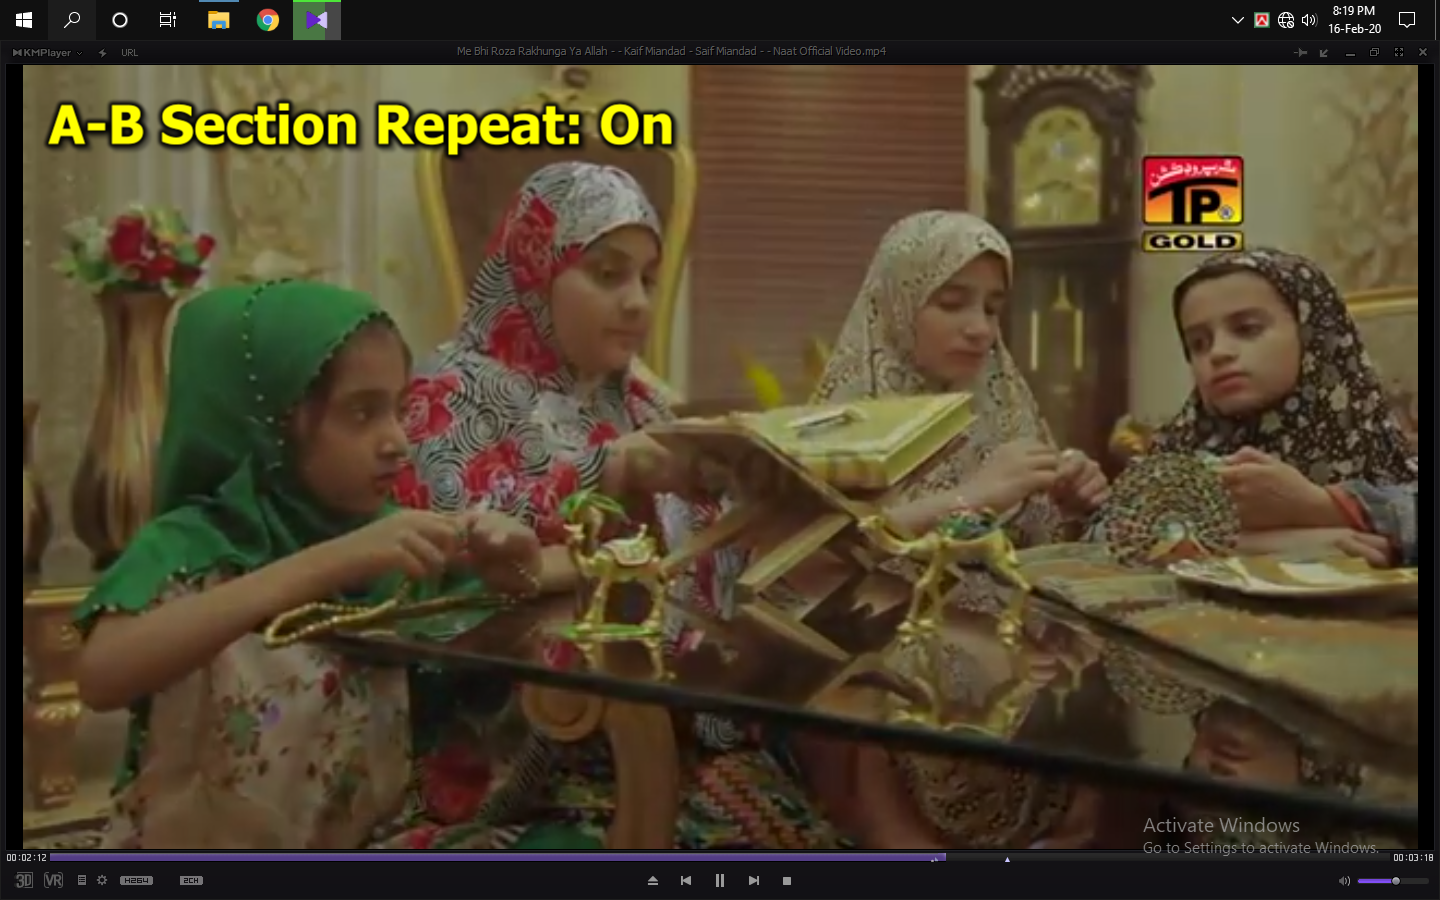 8:19 PM
16-Feb-20
KMPlayer
URL
Me Bhi Roza Rakhunga Ya Allah - - Kaif Miandad - Saif Miandad - - Naat Official Video.mp4
A-B Section Repeat: On
TP
GOLD
Activate Windows
Go to Settings to activate Windows.
00:02:12
00:03:18
3D
VR
H264
2CH